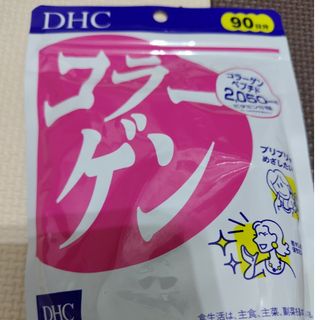 DHC
90日分
コラー
ゲン
コラーゲン
ペプチド
2,050
プリプリ
めざしたい
DHC
食生活は、主食、主菜、副菜を基